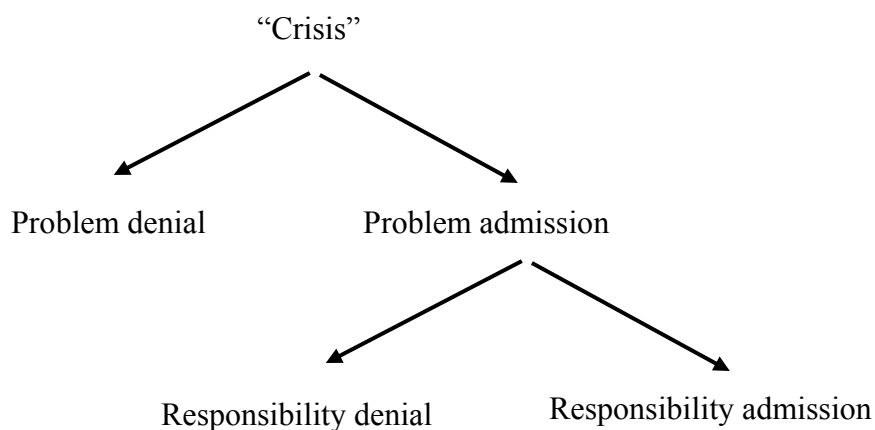 “Crisis”
Problem denial
Problem admission
Responsibility denial
Responsibility admission